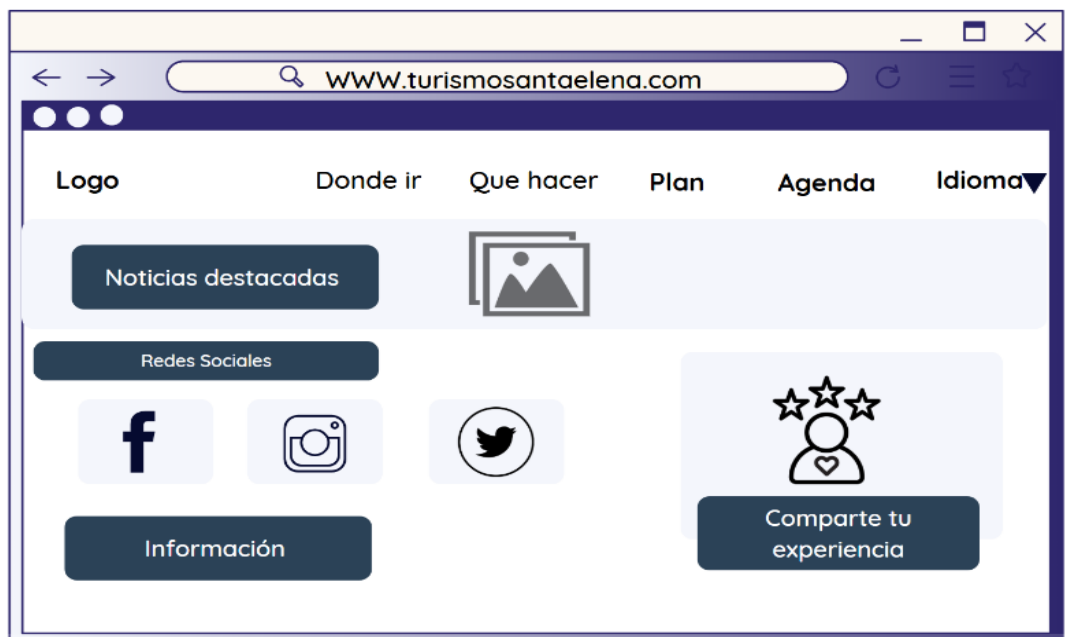 WWW.turismosantaelena.com
Logo
Donde ir
Que hacer
Plan
Agenda
Idioma
Noticias destacadas
Redes Sociales
Información
Comparte tu
experiencia